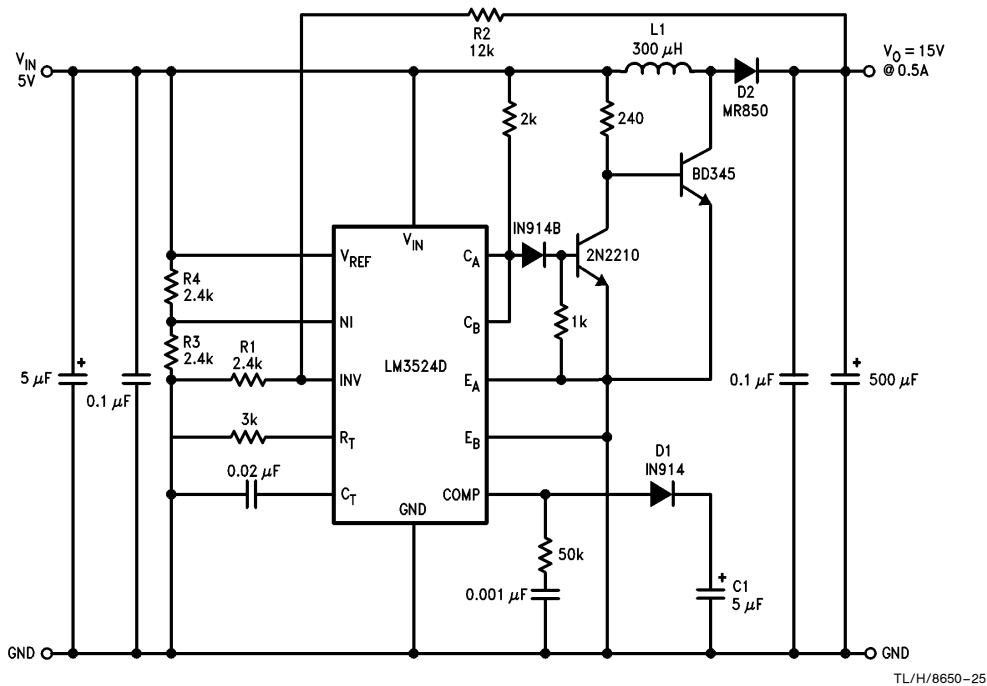 R2
12k
L1
300 μH
V_O = 15V
@ 0.5A
V_IN
5V
D2
MR850
2k
240
BD345
IN914B
2N2210
V_IN
V_REF
C_A
R4
2.4k
NI
C_B
1k
R3
2.4k
R1
2.4k
LM3524D
INV
E_A
5 μF
+
0.1 μF
0.1 μF
+
500 μF
3k
R_T
E_B
D1
IN914
0.02 μF
C_T
COMP
GND
50k
0.001 μF
+
C1
5 μF
GND
GND
TL/H/8650–25